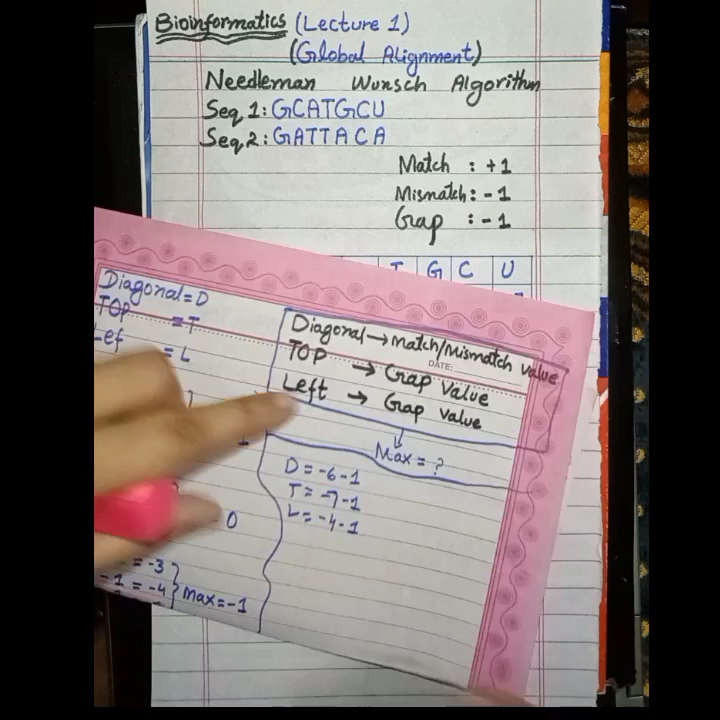 Bioinformatics (Lecture 1)
(Global Alignment)
Needleman Wunsch Algorithm
Seq 1: GCATGCU
Seq 2: GATTACA
Match : +1
Mismatch : -1
Gap : -1
T G C U
Diagonal = D
TOP = T
Lef = L
Diagonal → Match/Mismatch value
DATE:
TOP → Gap Value
Left → Gap value
Max = ?
D = -6-1
T = -7-1
L = -4-1
0
= -3
-1 = -4 } Max = -1